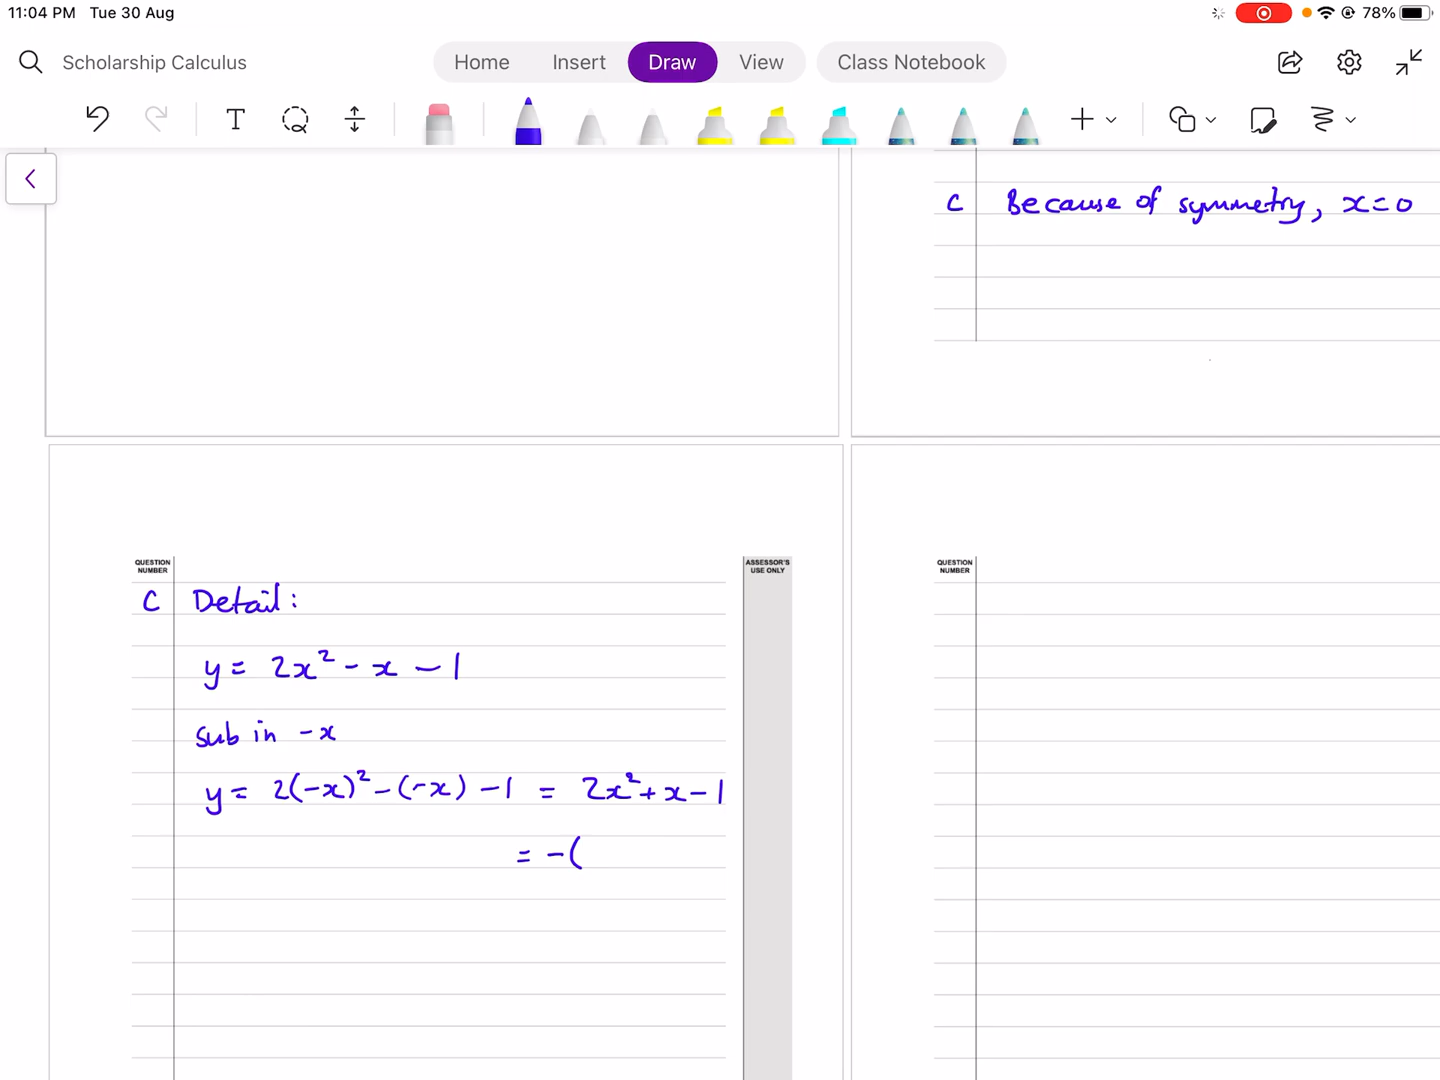 11:04 PM Tue 30 Aug
78%
Scholarship Calculus
Home Insert Draw View Class Notebook
T
C Because of symmetry, x=0
QUESTION NUMBER
ASSESSOR'S USE ONLY
C Detail:
y = 2x² - x - 1
sub in -x
y = 2(-x)² - (-x) - 1 = 2x² + x - 1
= -(
QUESTION NUMBER